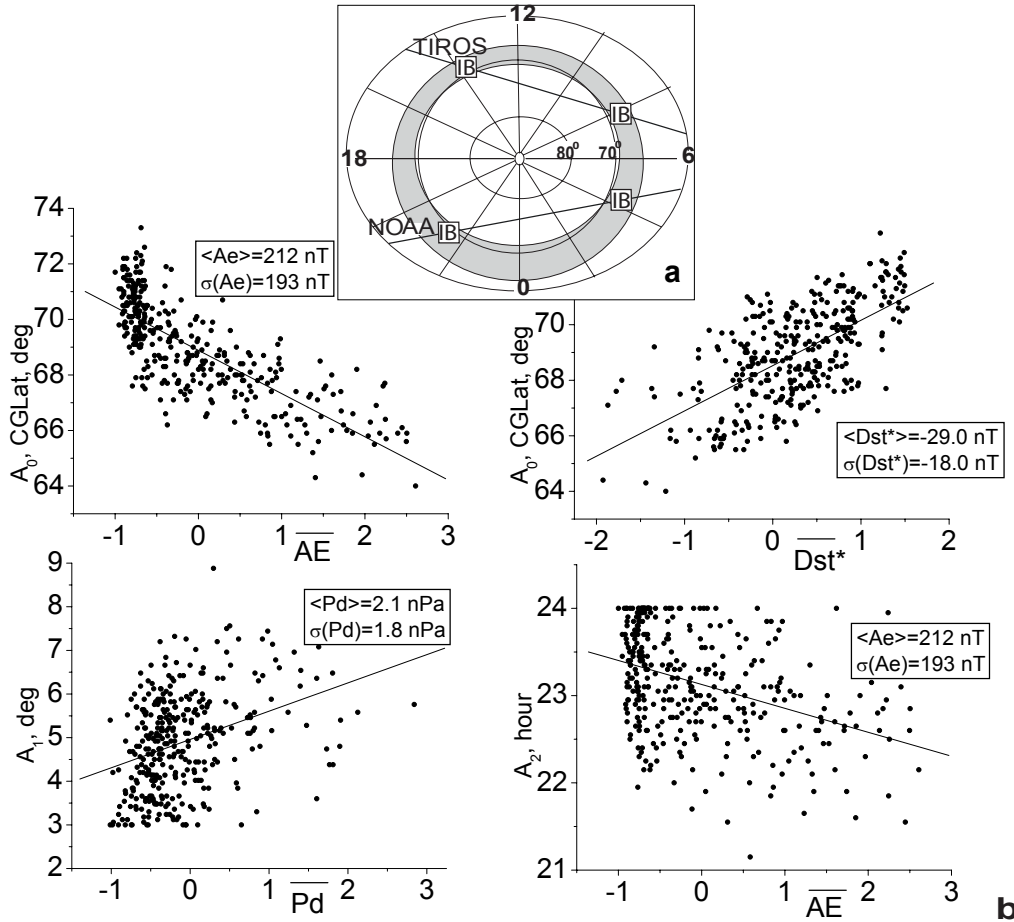 12
TIROS
IB
IB
18
80°
70°
6
IB
NOAA
IB
0
a
74
72
70
68
66
64
A₀, CGLat, deg
<Ae>=212 nT
σ(Ae)=193 nT
-1 0 1 2 3
AE
70
68
66
64
A₀, CGLat, deg
<Dst*>=-29.0 nT
σ(Dst*)=-18.0 nT
-2 -1 0 1 2
Dst*
9
8
7
6
5
4
3
2
A₁, deg
<Pd>=2.1 nPa
σ(Pd)=1.8 nPa
-1 0 1 2 3
Pd
24
23
22
21
A₂, hour
<Ae>=212 nT
σ(Ae)=193 nT
-1 0 1 2 3
AE
b